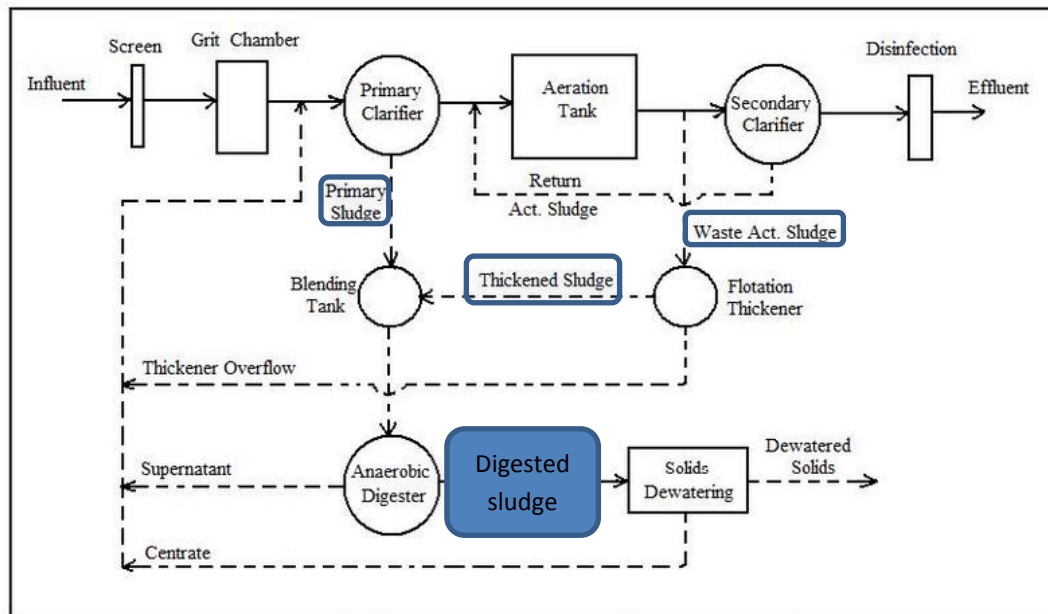 Grit Chamber
Screen
Disinfection
Influent
Primary
Clarifier
Aeration
Tank
Secondary
Clarifier
Effluent
Return
Act. Sludge
Primary
Sludge
Waste Act. Sludge
Blending
Tank
Thickened Sludge
Flotation
Thickener
Thickener Overflow
Supernatant
Anaerobic
Digester
Digested
sludge
Solids
Dewatering
Dewatered
Solids
Centrate